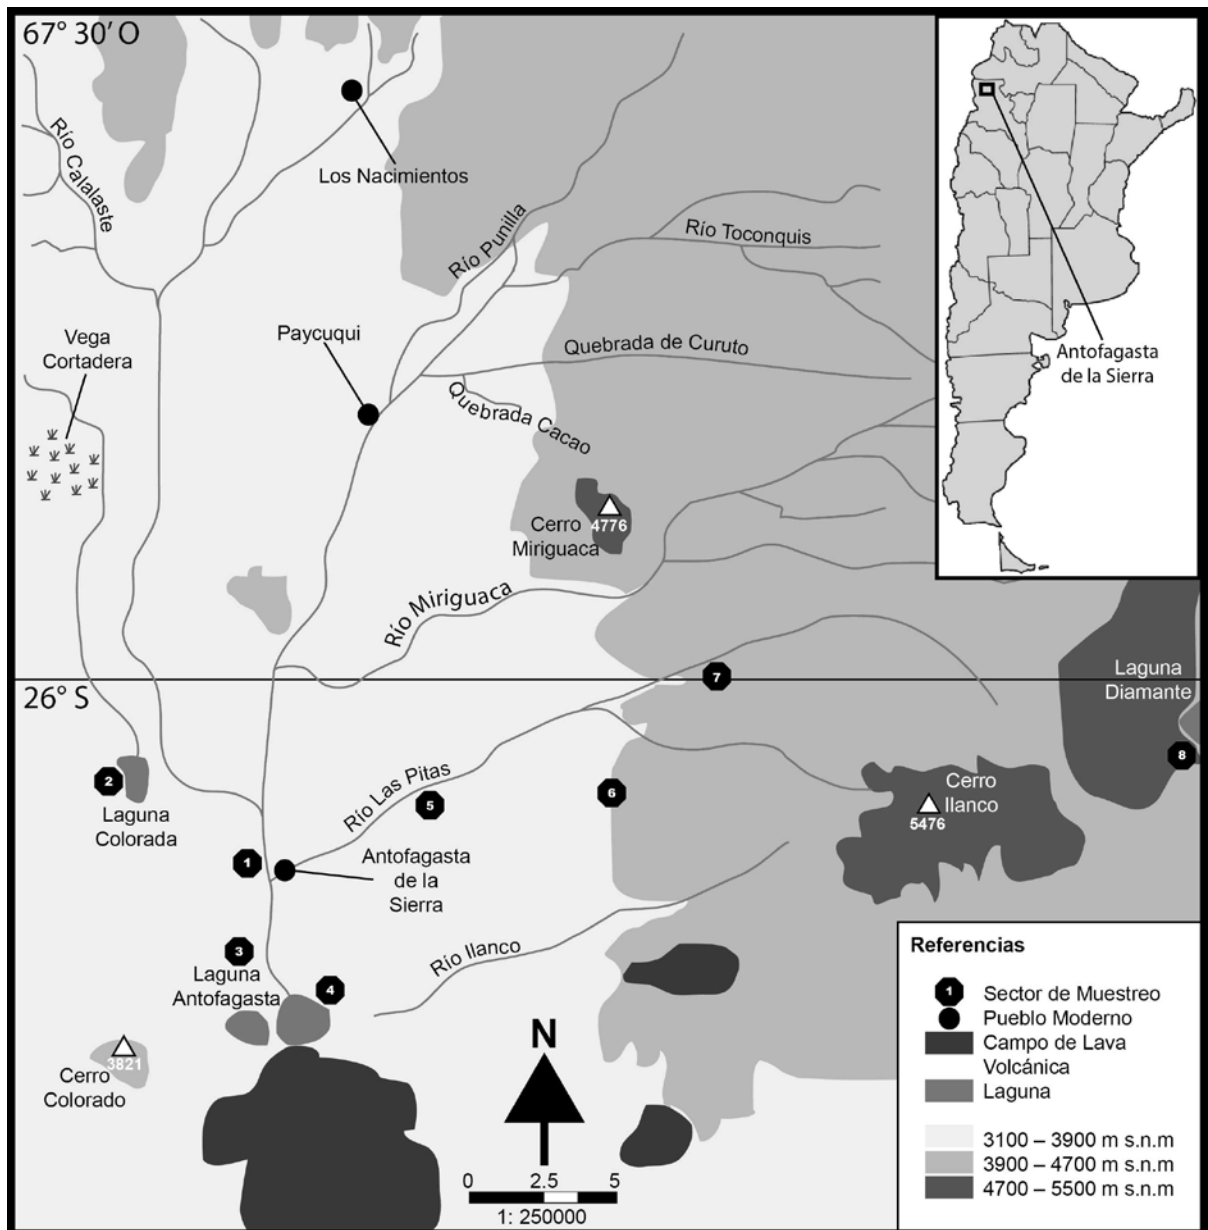 67° 30' O
Río Calalaste
Los Nacimientos
Río Punilla
Río Toconquis
Vega
Cortadera
Paycuqui
Quebrada de Curuto
Quebrada Cacao
Antofagasta
de la Sierra
4776
Cerro
Miriguaca
Río Miriguaca
26° S
7
Laguna
Diamante
8
2
Laguna
Colorada
Río Las Pitas
5
6
Cerro
Ilanco
5476
1
Antofagasta
de la
Sierra
3
Laguna
Antofagasta
4
Río Ilanco
3821
Cerro
Colorado
N
0 2.5 5
1: 250000
Referencias
1 Sector de Muestreo
Pueblo Moderno
Campo de Lava
Volcánica
Laguna
3100 – 3900 m s.n.m
3900 – 4700 m s.n.m
4700 – 5500 m s.n.m